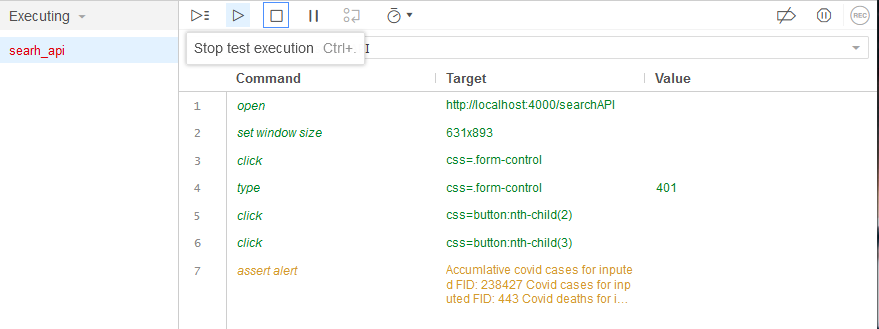 Executing
REC
searh_api
Stop test execution Ctrl+.
I
Command Target Value
1 open http://localhost:4000/searchAPI
2 set window size 631x893
3 click css=.form-control
4 type css=.form-control 401
5 click css=button:nth-child(2)
6 click css=button:nth-child(3)
7 assert alert Accumlative covid cases for inpute
d FID: 238427 Covid cases for inp
uted FID: 443 Covid deaths for i...